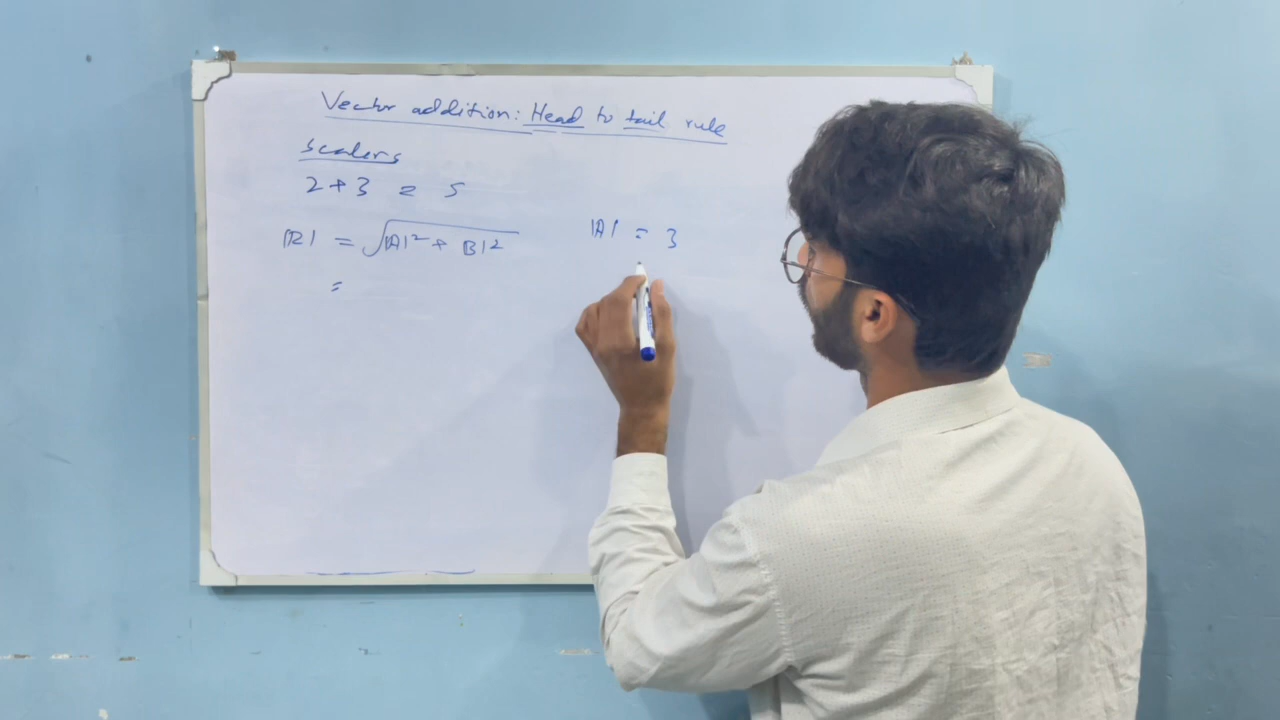 Vector addition: Head to tail rule
scalers
2 + 3 = 5
|R| = √|A|² + B|²
|A| = 3
=